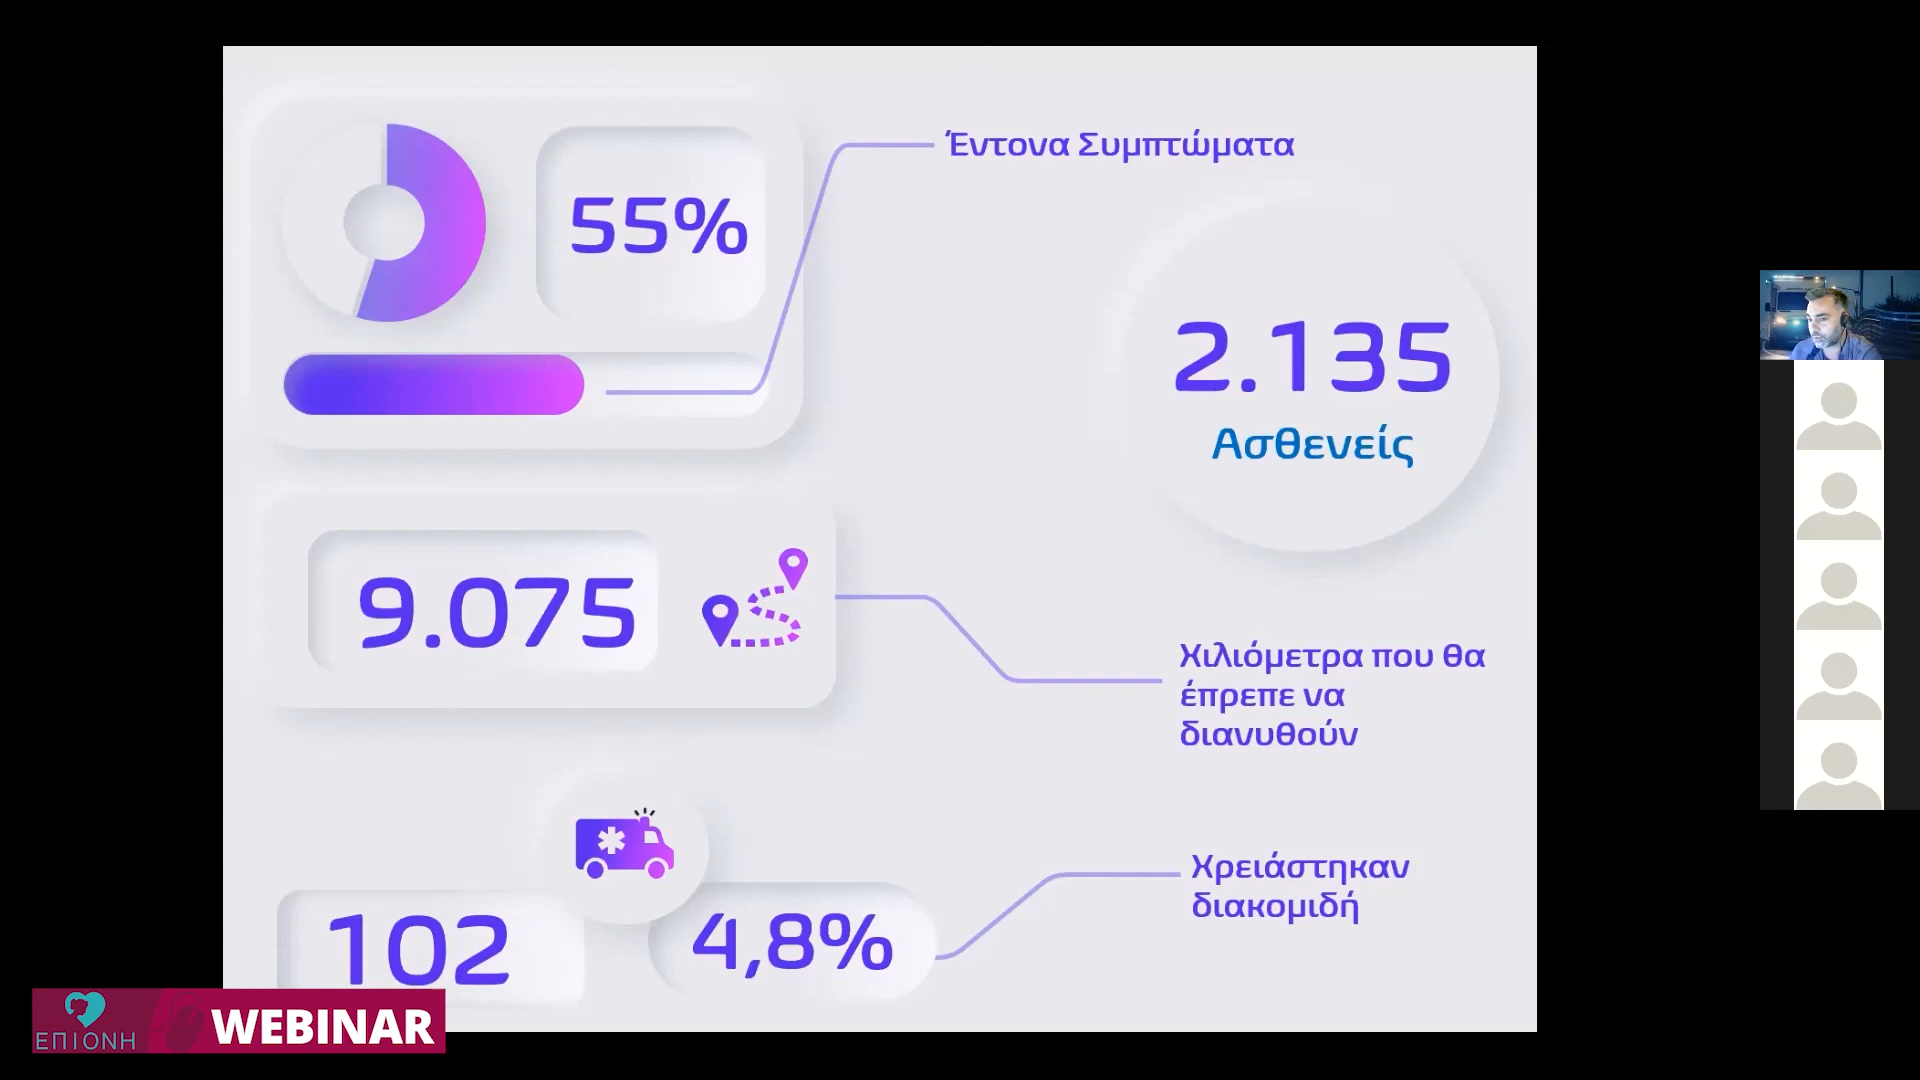 55%
Έντονα Συμπτώματα
2.135
Ασθενείς
9.075
Χιλιόμετρα που θα
έπρεπε να
διανυθούν
102
4,8%
Χρειάστηκαν
διακομιδή
ΕΠΙΟΝΗ
WEBINAR